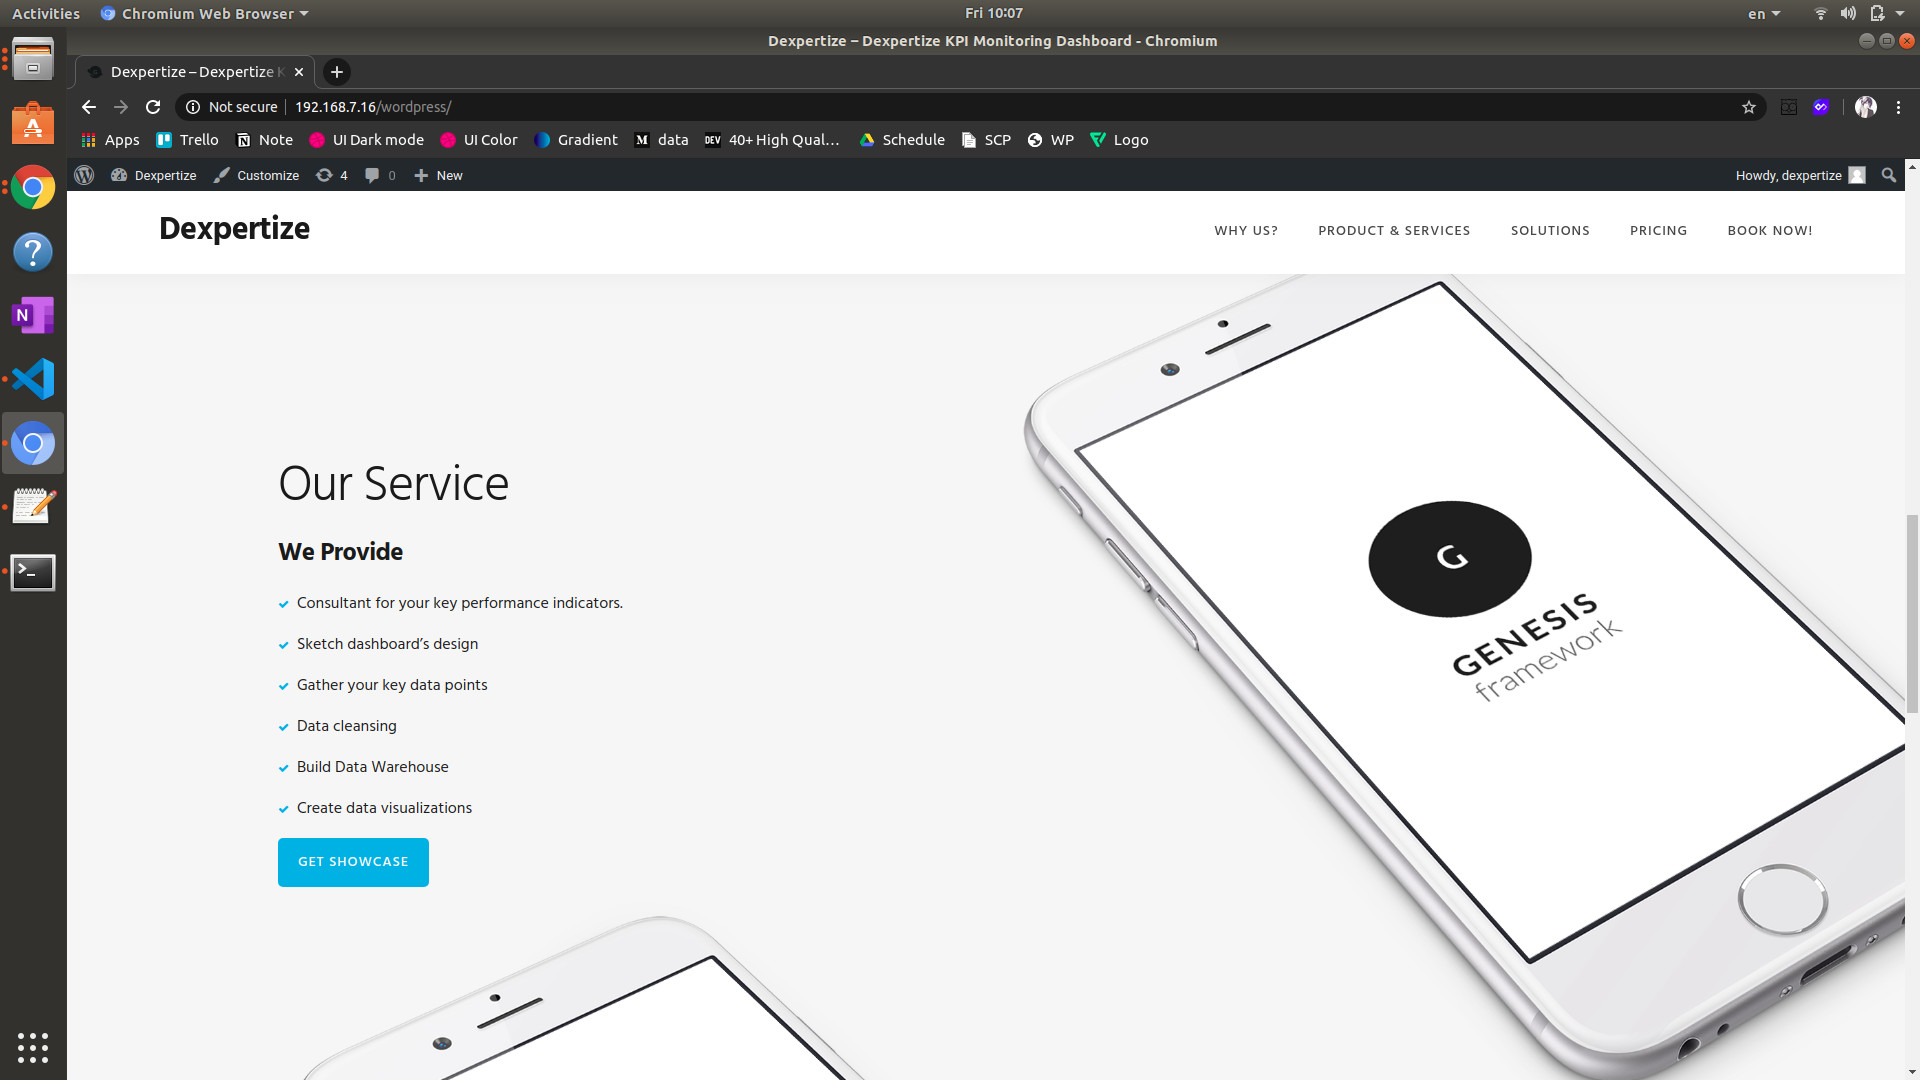 Activities
Chromium Web Browser
Fri 10:07
en
Dexpertize – Dexpertize KPI Monitoring Dashboard - Chromium
Dexpertize – Dexpertize K
Not secure
192.168.7.16/wordpress/
Apps
Trello
Note
UI Dark mode
UI Color
Gradient
M data
DEV 40+ High Qual…
Schedule
SCP
WP
Logo
Dexpertize
Customize
4
0
New
Howdy, dexpertize
Dexpertize
WHY US?
PRODUCT & SERVICES
SOLUTIONS
PRICING
BOOK NOW!
Our Service
We Provide
Consultant for your key performance indicators.
Sketch dashboard’s design
Gather your key data points
Data cleansing
Build Data Warehouse
Create data visualizations
GET SHOWCASE
G
GENESIS
framework